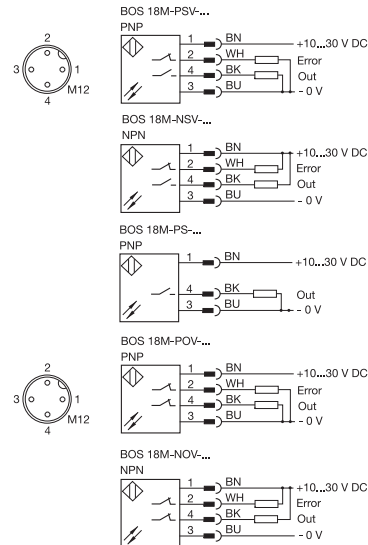 BOS 18M-PSV-...
PNP
2
3 1
4
M12
1 BN +10...30 V DC
2 WH Error
4 BK Out
3 BU - 0 V
BOS 18M-NSV-...
NPN
1 BN +10...30 V DC
2 WH Error
4 BK Out
3 BU - 0 V
BOS 18M-PS-...
PNP
1 BN +10...30 V DC
4 BK Out
3 BU - 0 V
BOS 18M-POV-...
PNP
2
3 1
4
M12
1 BN +10...30 V DC
2 WH Error
4 BK Out
3 BU - 0 V
BOS 18M-NOV-...
NPN
1 BN +10...30 V DC
2 WH Error
4 BK Out
3 BU - 0 V